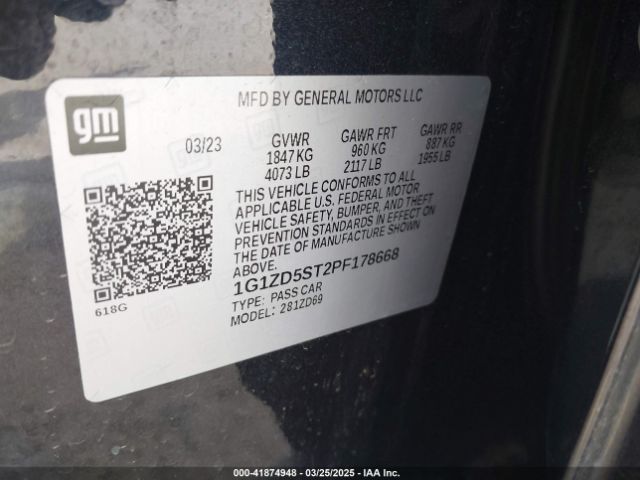 gm
MFD BY GENERAL MOTORS LLC
03/23 GVWR GAWR FRT GAWR RR
1847 KG 960 KG 887 KG
4073 LB 2117 LB 1955 LB
THIS VEHICLE CONFORMS TO ALL
APPLICABLE U.S. FEDERAL MOTOR
VEHICLE SAFETY, BUMPER, AND THEFT
PREVENTION STANDARDS IN EFFECT ON
THE DATE OF MANUFACTURE SHOWN
ABOVE.
1G1ZD5ST2PF178668
TYPE: PASS CAR
MODEL: 281ZD69
618G
000-41874948 — 03/25/2025 — IAA Inc.